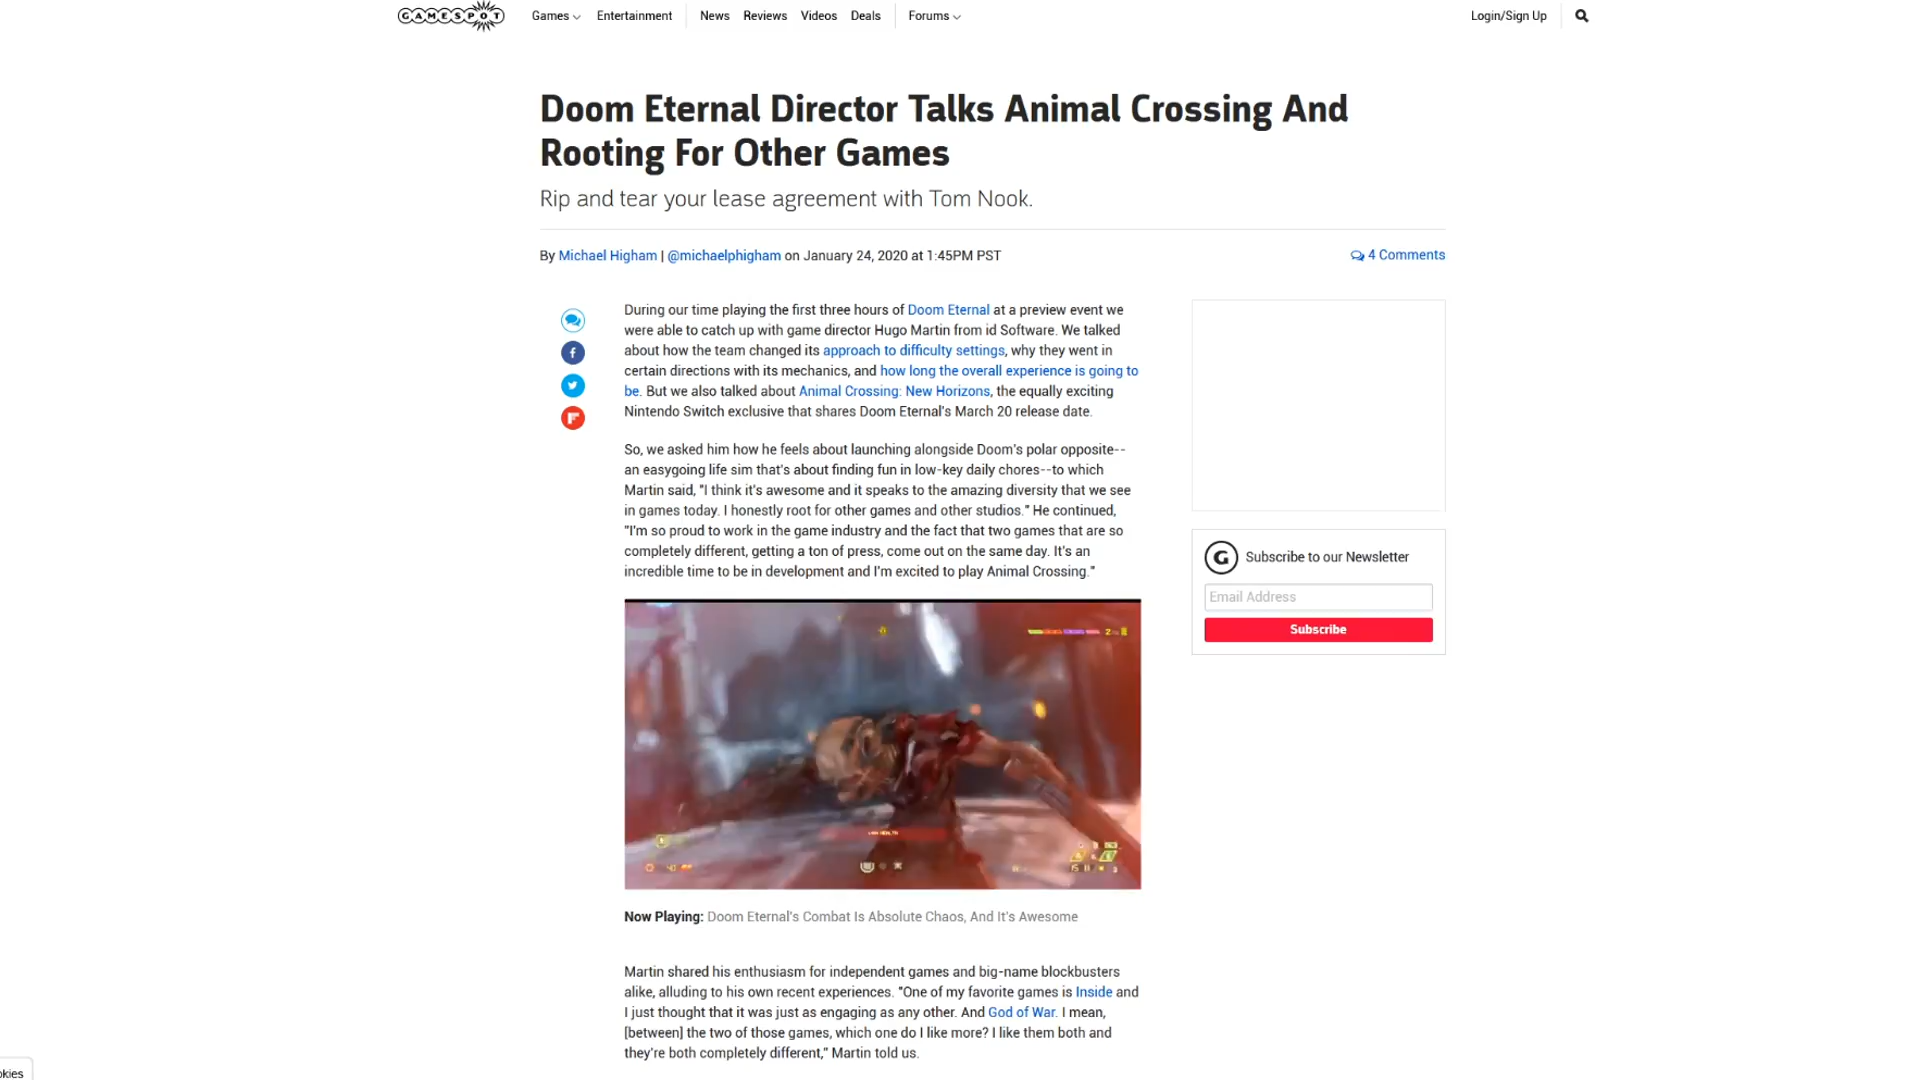 GAMESPOT
Games Entertainment News Reviews Videos Deals Forums Login/Sign Up
Doom Eternal Director Talks Animal Crossing And
Rooting For Other Games
Rip and tear your lease agreement with Tom Nook.
By Michael Higham | @michaelphigham on January 24, 2020 at 1:45PM PST
4 Comments
During our time playing the first three hours of Doom Eternal at a preview event we
were able to catch up with game director Hugo Martin from id Software. We talked
about how the team changed its approach to difficulty settings, why they went in
certain directions with its mechanics, and how long the overall experience is going to
be. But we also talked about Animal Crossing: New Horizons, the equally exciting
Nintendo Switch exclusive that shares Doom Eternal's March 20 release date.
So, we asked him how he feels about launching alongside Doom's polar opposite--
an easygoing life sim that's about finding fun in low-key daily chores--to which
Martin said, "I think it's awesome and it speaks to the amazing diversity that we see
in games today. I honestly root for other games and other studios." He continued,
"I'm so proud to work in the game industry and the fact that two games that are so
completely different, getting a ton of press, come out on the same day. It's an
incredible time to be in development and I'm excited to play Animal Crossing."
G Subscribe to our Newsletter
Email Address
Subscribe
LOW HEALTH
Now Playing: Doom Eternal's Combat Is Absolute Chaos, And It's Awesome
Martin shared his enthusiasm for independent games and big-name blockbusters
alike, alluding to his own recent experiences. "One of my favorite games is Inside and
I just thought that it was just as engaging as any other. And God of War. I mean,
[between] the two of those games, which one do I like more? I like them both and
they're both completely different," Martin told us.
okies